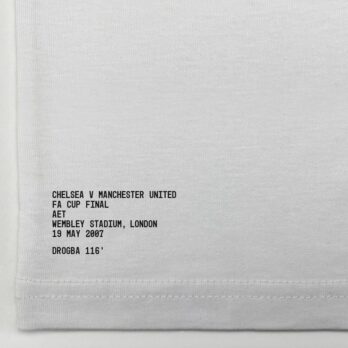 CHELSEA V MANCHESTER UNITED
FA CUP FINAL
AET
WEMBLEY STADIUM, LONDON
19 MAY 2007
DROGBA 116'